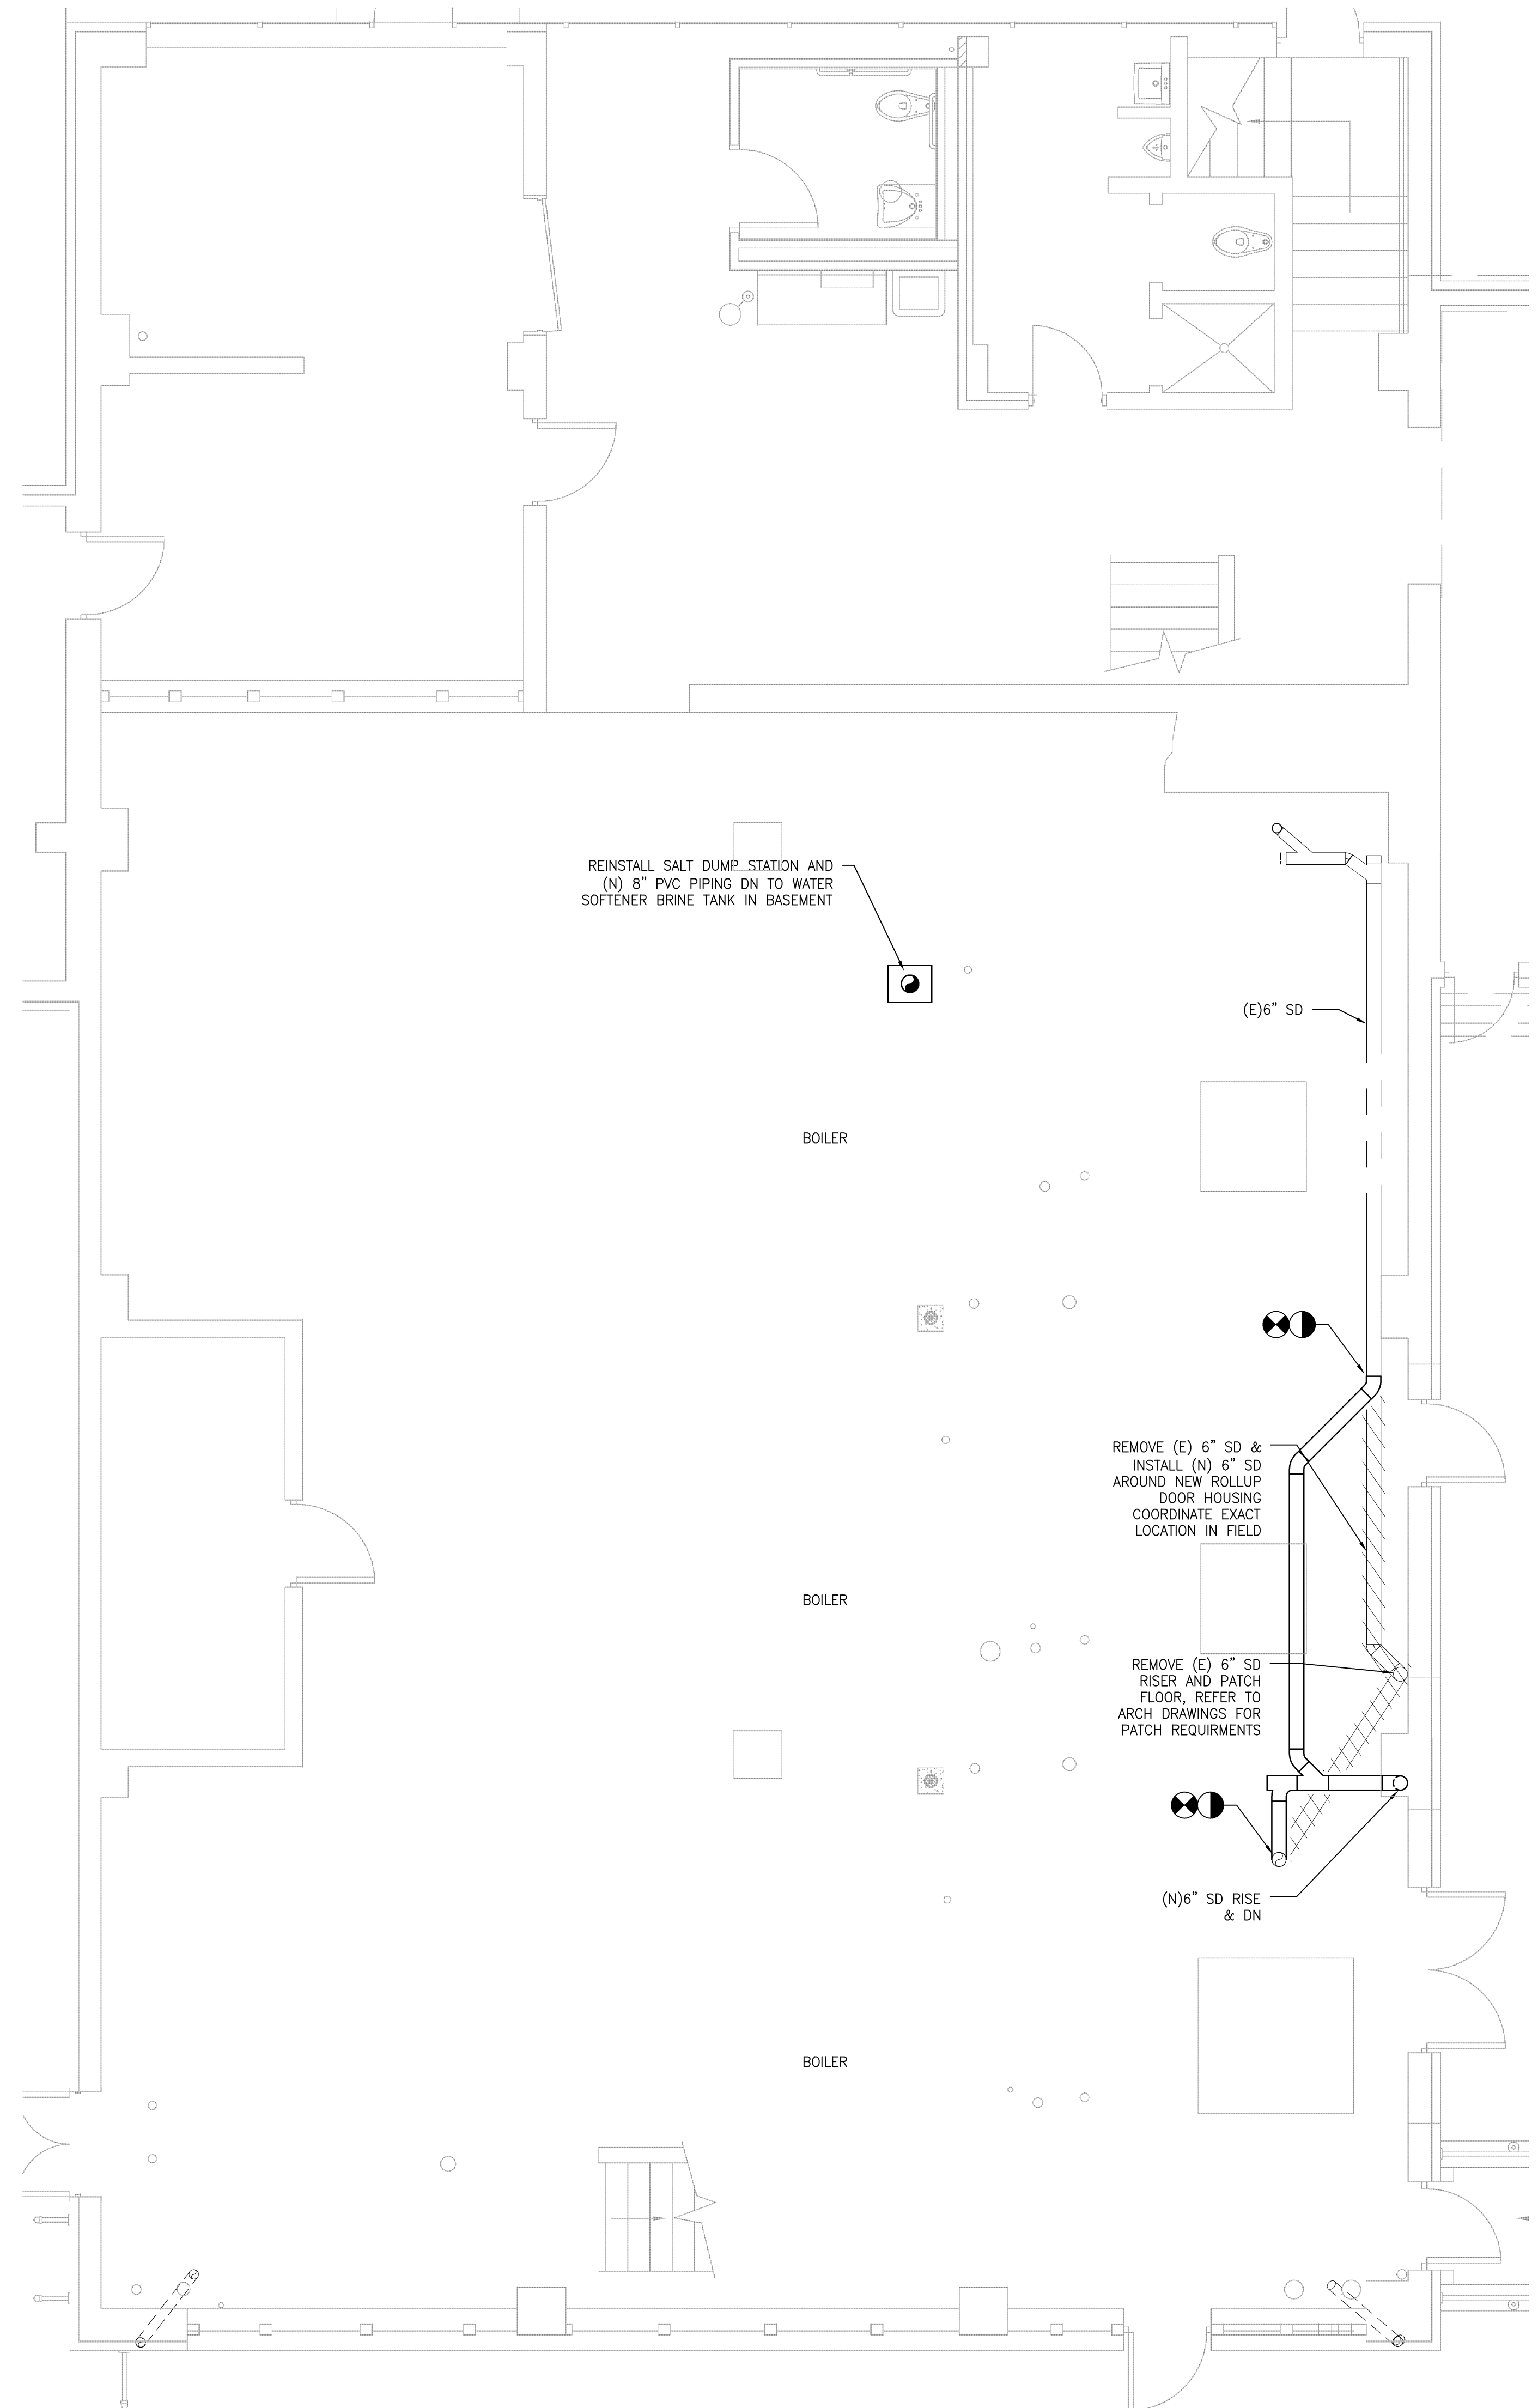 REINSTALL SALT DUMP STATION AND
(N) 8" PVC PIPING DN TO WATER
SOFTENER BRINE TANK IN BASEMENT
(E)6" SD
BOILER
REMOVE (E) 6" SD &
INSTALL (N) 6" SD
AROUND NEW ROLLUP
DOOR HOUSING
COORDINATE EXACT
LOCATION IN FIELD
BOILER
REMOVE (E) 6" SD
RISER AND PATCH
FLOOR, REFER TO
ARCH DRAWINGS FOR
PATCH REQUIRMENTS
(N)6" SD RISE
& DN
BOILER